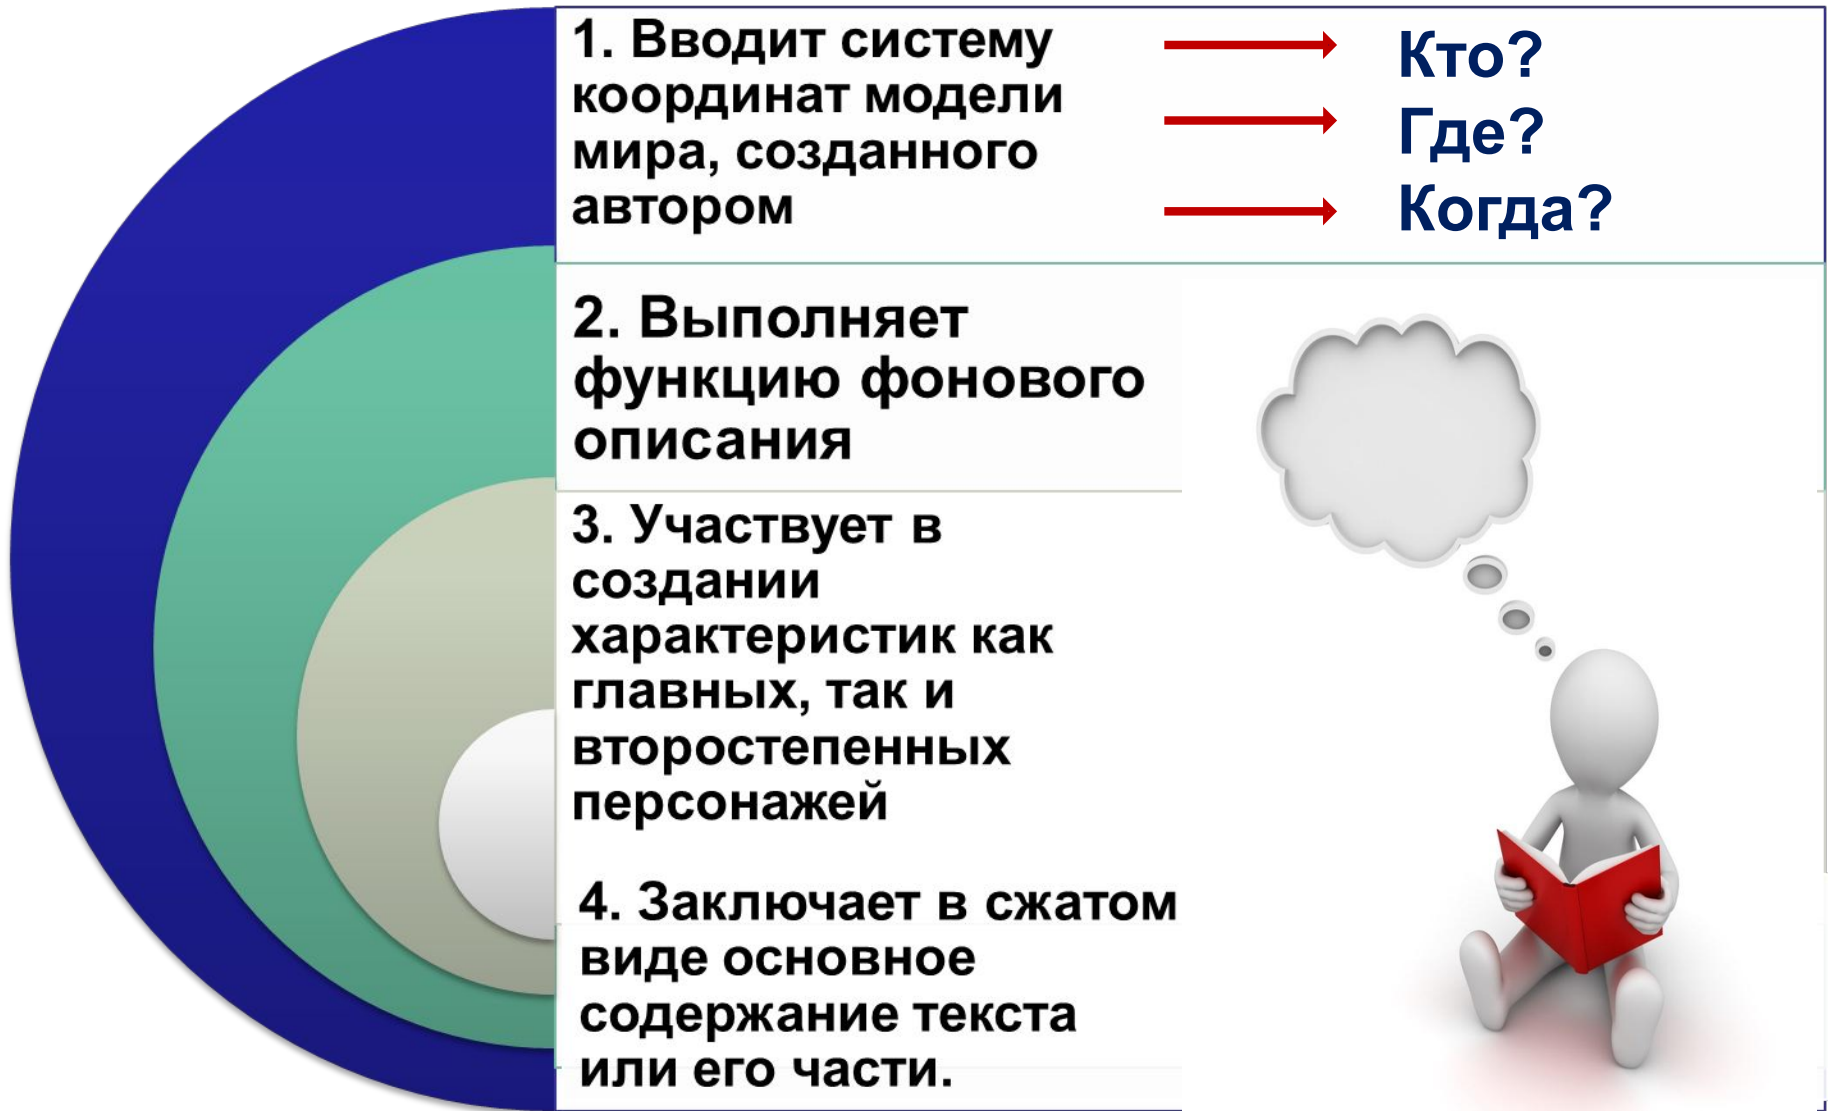 1. Вводит систему
координат модели
мира, созданного
автором
Кто?
Где?
Когда?
2. Выполняет
функцию фонового
описания
3. Участвует в
создании
характеристик как
главных, так и
второстепенных
персонажей
4. Заключает в сжатом
виде основное
содержание текста
или его части.